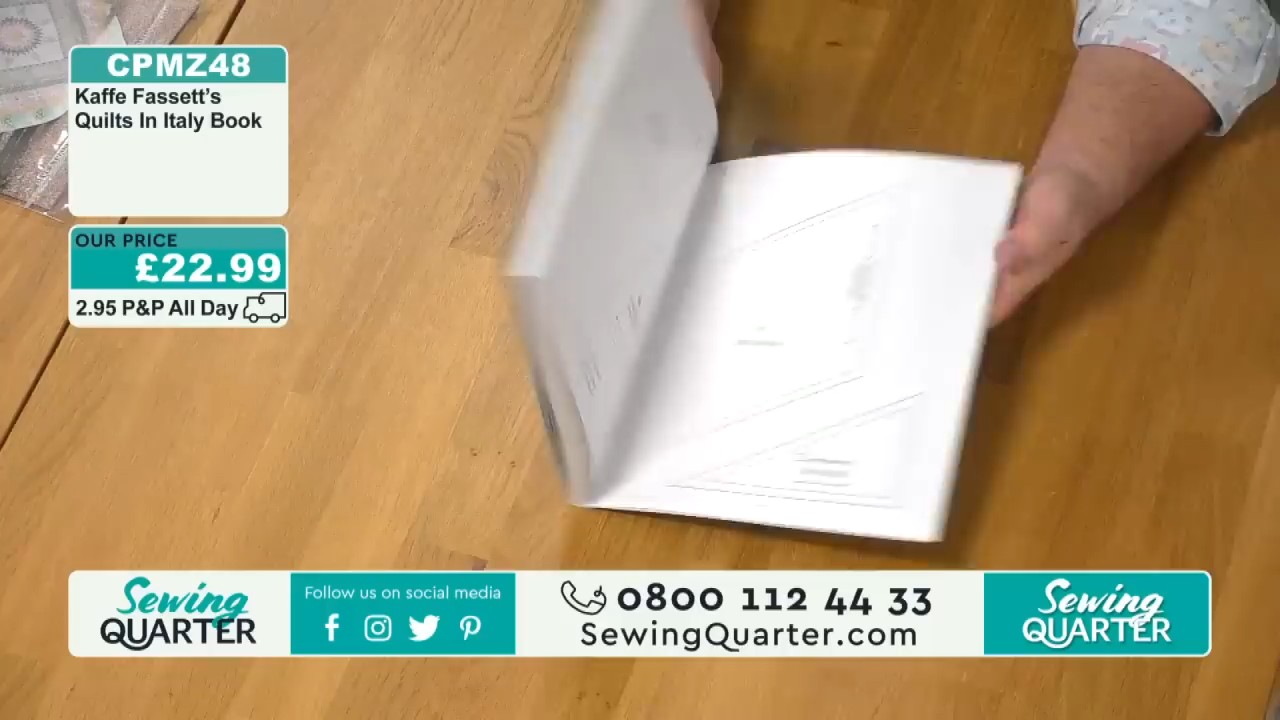 CPMZ48
Kaffe Fassett's
Quilts In Italy Book
OUR PRICE
£22.99
2.95 P&P All Day
Sewing
QUARTER
Follow us on social media
0800 112 44 33
SewingQuarter.com
Sewing
QUARTER